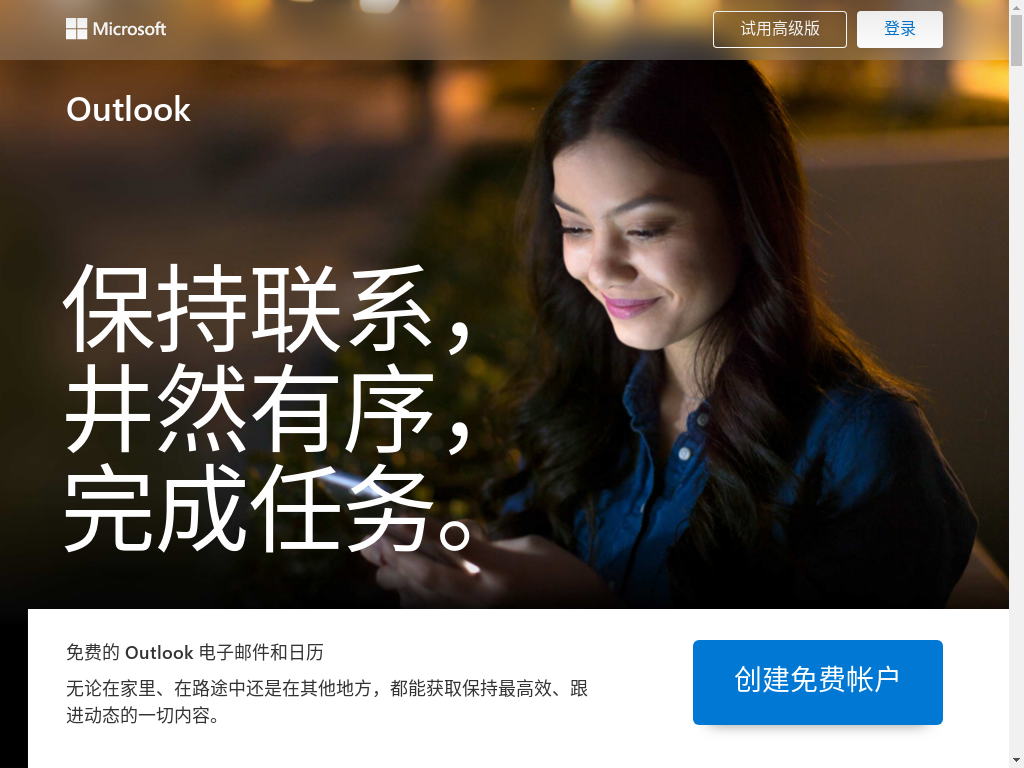 Microsoft
试用高级版
登录
Outlook
保持联系，
井然有序，
完成任务。
免费的 Outlook 电子邮件和日历
无论在家里、在路途中还是在其他地方，都能获取保持最高效、跟
进动态的一切内容。
创建免费帐户